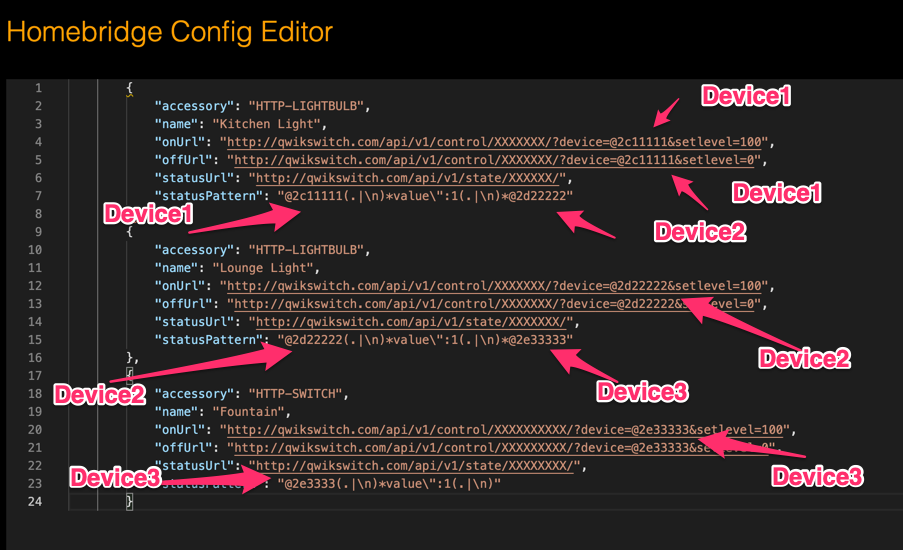 Homebridge Config Editor
1 {
2 "accessory": "HTTP-LIGHTBULB",
Device1
3 "name": "Kitchen Light",
4 "onUrl": "http://qwikswitch.com/api/v1/control/XXXXXXX/?device=@2c11111&setlevel=100",
5 "offUrl": "http://qwikswitch.com/api/v1/control/XXXXXXX/?device=@2c11111&setlevel=0",
6 "statusUrl": "http://qwikswitch.com/api/v1/state/XXXXXX/",
7 "statusPattern": "@2c11111(.|\n)*value\":1(.|\n)*@2d22222"
Device1
8
Device1
9 {
Device2
10 "accessory": "HTTP-LIGHTBULB",
11 "name": "Lounge Light",
12 "onUrl": "http://qwikswitch.com/api/v1/control/XXXXXXX/?device=@2d22222&setlevel=100",
13 "offUrl": "http://qwikswitch.com/api/v1/control/XXXXXXX/?device=@2d22222&setlevel=0",
14 "statusUrl": "http://qwikswitch.com/api/v1/state/XXXXXXX/",
15 "statusPattern": "@2d22222(.|\n)*value\":1(.|\n)*@2e33333"
16 },
Device2
17 {
18 "accessory": "HTTP-SWITCH",
Device2
Device3
19 "name": "Fountain",
20 "onUrl": "http://qwikswitch.com/api/v1/control/XXXXXXXXXX/?device=@2e33333&setlevel=100",
21 "offUrl": "http://qwikswitch.com/api/v1/control/XXXXXXXXX/?device=@2e33333&setlevel=0",
22 "statusUrl": "http://qwikswitch.com/api/v1/state/XXXXXXXX/",
Device3
Device3
23 "statusPattern": "@2e3333(.|\n)*value\":1(.|\n)"
24 }